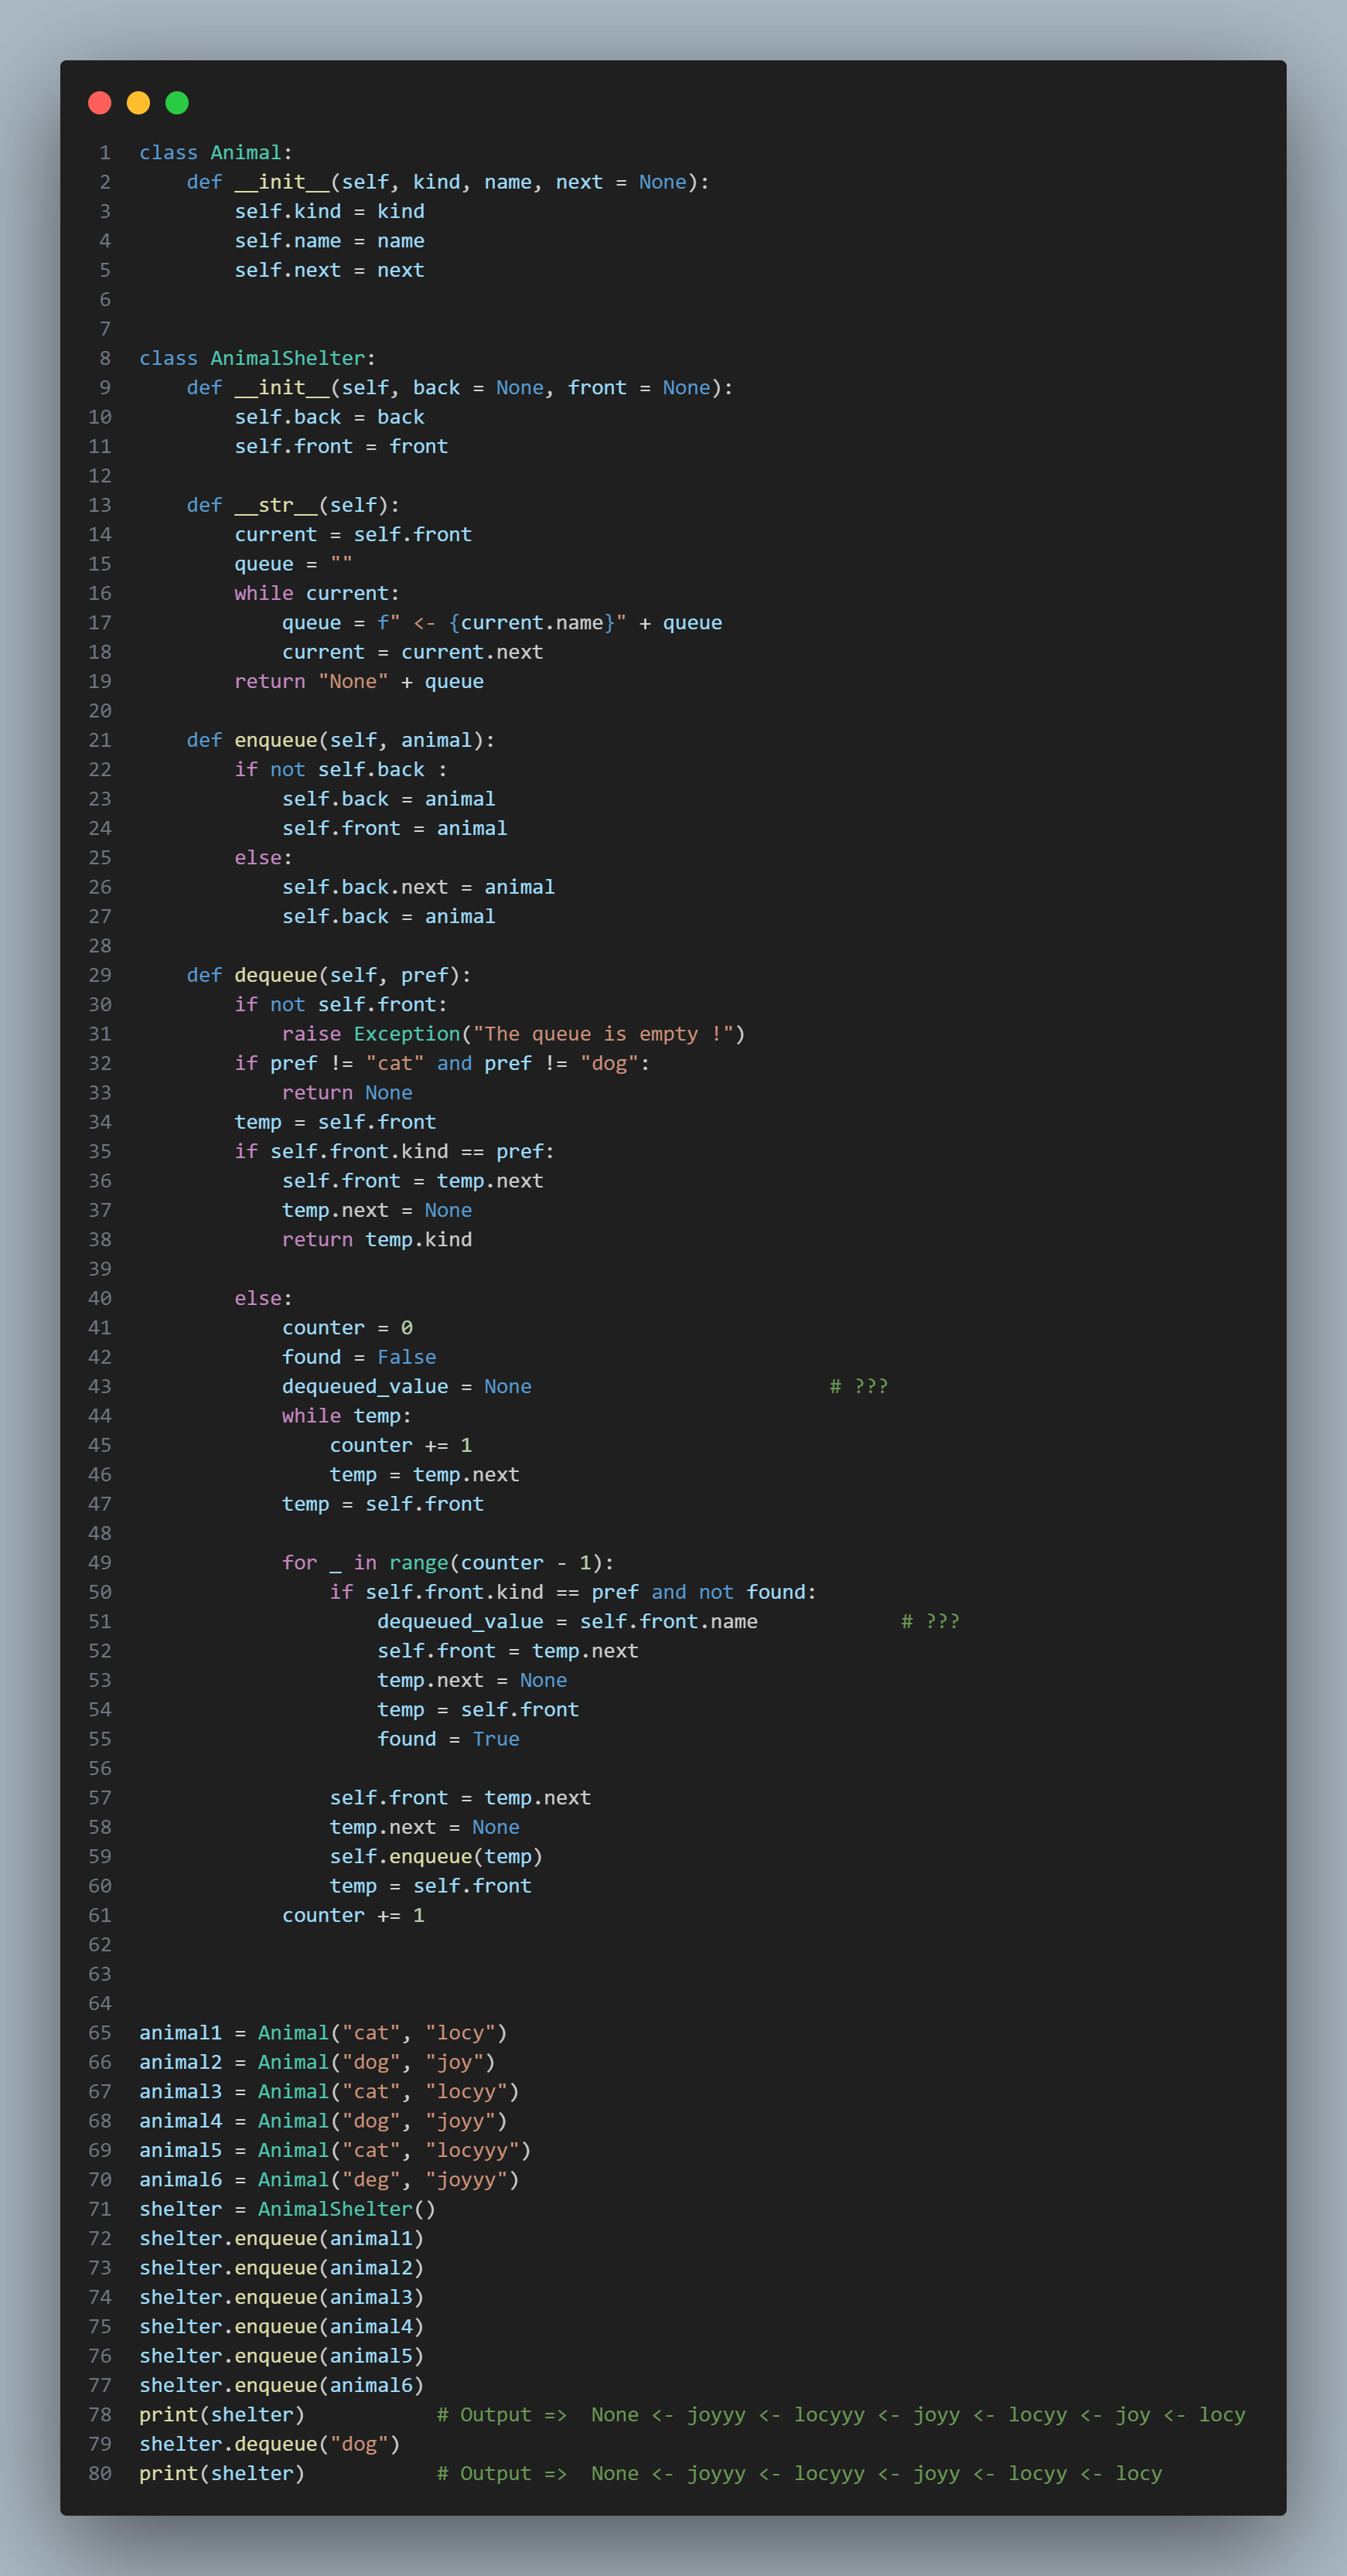 1 class Animal:
2     def __init__(self, kind, name, next = None):
3         self.kind = kind
4         self.name = name
5         self.next = next
6
7
8 class AnimalShelter:
9     def __init__(self, back = None, front = None):
10         self.back = back
11         self.front = front
12
13     def __str__(self):
14         current = self.front
15         queue = ""
16         while current:
17             queue = f" <- {current.name}" + queue
18             current = current.next
19         return "None" + queue
20
21     def enqueue(self, animal):
22         if not self.back :
23             self.back = animal
24             self.front = animal
25         else:
26             self.back.next = animal
27             self.back = animal
28
29     def dequeue(self, pref):
30         if not self.front:
31             raise Exception("The queue is empty !")
32         if pref != "cat" and pref != "dog":
33             return None
34         temp = self.front
35         if self.front.kind == pref:
36             self.front = temp.next
37             temp.next = None
38             return temp.kind
39
40         else:
41             counter = 0
42             found = False
43             dequeued_value = None                         # ???
44             while temp:
45                 counter += 1
46                 temp = temp.next
47             temp = self.front
48
49             for _ in range(counter - 1):
50                 if self.front.kind == pref and not found:
51                     dequeued_value = self.front.name            # ???
52                     self.front = temp.next
53                     temp.next = None
54                     temp = self.front
55                     found = True
56
57                 self.front = temp.next
58                 temp.next = None
59                 self.enqueue(temp)
60                 temp = self.front
61             counter += 1
62
63
64
65 animal1 = Animal("cat", "locy")
66 animal2 = Animal("dog", "joy")
67 animal3 = Animal("cat", "locyy")
68 animal4 = Animal("dog", "joyy")
69 animal5 = Animal("cat", "locyyy")
70 animal6 = Animal("deg", "joyyy")
71 shelter = AnimalShelter()
72 shelter.enqueue(animal1)
73 shelter.enqueue(animal2)
74 shelter.enqueue(animal3)
75 shelter.enqueue(animal4)
76 shelter.enqueue(animal5)
77 shelter.enqueue(animal6)
78 print(shelter)           # Output =>  None <- joyyy <- locyyy <- joyy <- locyy <- joy <- locy
79 shelter.dequeue("dog")
80 print(shelter)           # Output =>  None <- joyyy <- locyyy <- joyy <- locyy <- locy